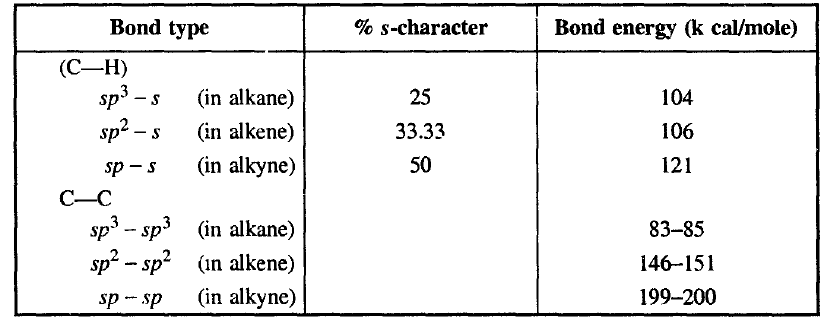 Bond type % s-character Bond energy (k cal/mole)
(C—H)
sp³ – s (in alkane) 25 104
sp² – s (in alkene) 33.33 106
sp – s (in alkyne) 50 121
C—C
sp³ – sp³ (in alkane) 83–85
sp² – sp² (in alkene) 146–151
sp – sp (in alkyne) 199–200